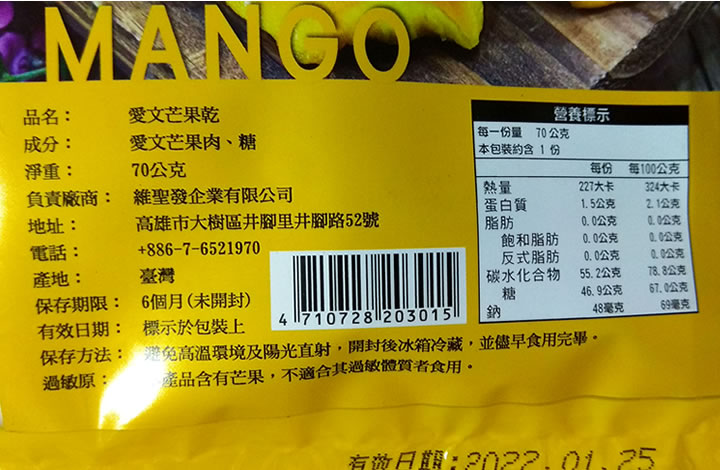 MANGO
品名： 愛文芒果乾
成分： 愛文芒果肉、糖
淨重： 70公克
負責廠商： 維聖發企業有限公司
地址： 高雄市大樹區井腳里井腳路52號
電話： +886-7-6521970
產地： 臺灣
保存期限： 6個月(未開封)
有效日期： 標示於包裝上
保存方法： 避免高溫環境及陽光直射，開封後冰箱冷藏，並儘早食用完畢。
過敏原： 產品含有芒果，不適合其過敏體質者食用。
4 710728 203015
營養標示
每一份量 70公克
本包裝約含 1 份
每份 每100公克
熱量 227大卡 324大卡
蛋白質 1.5公克 2.1公克
脂肪 0.0公克 0.0公克
飽和脂肪 0.0公克 0.0公克
反式脂肪 0.0公克 0.0公克
碳水化合物 55.2公克 78.8公克
糖 46.9公克 67.0公克
鈉 48毫克 69毫克
有效日期:2022.01.25